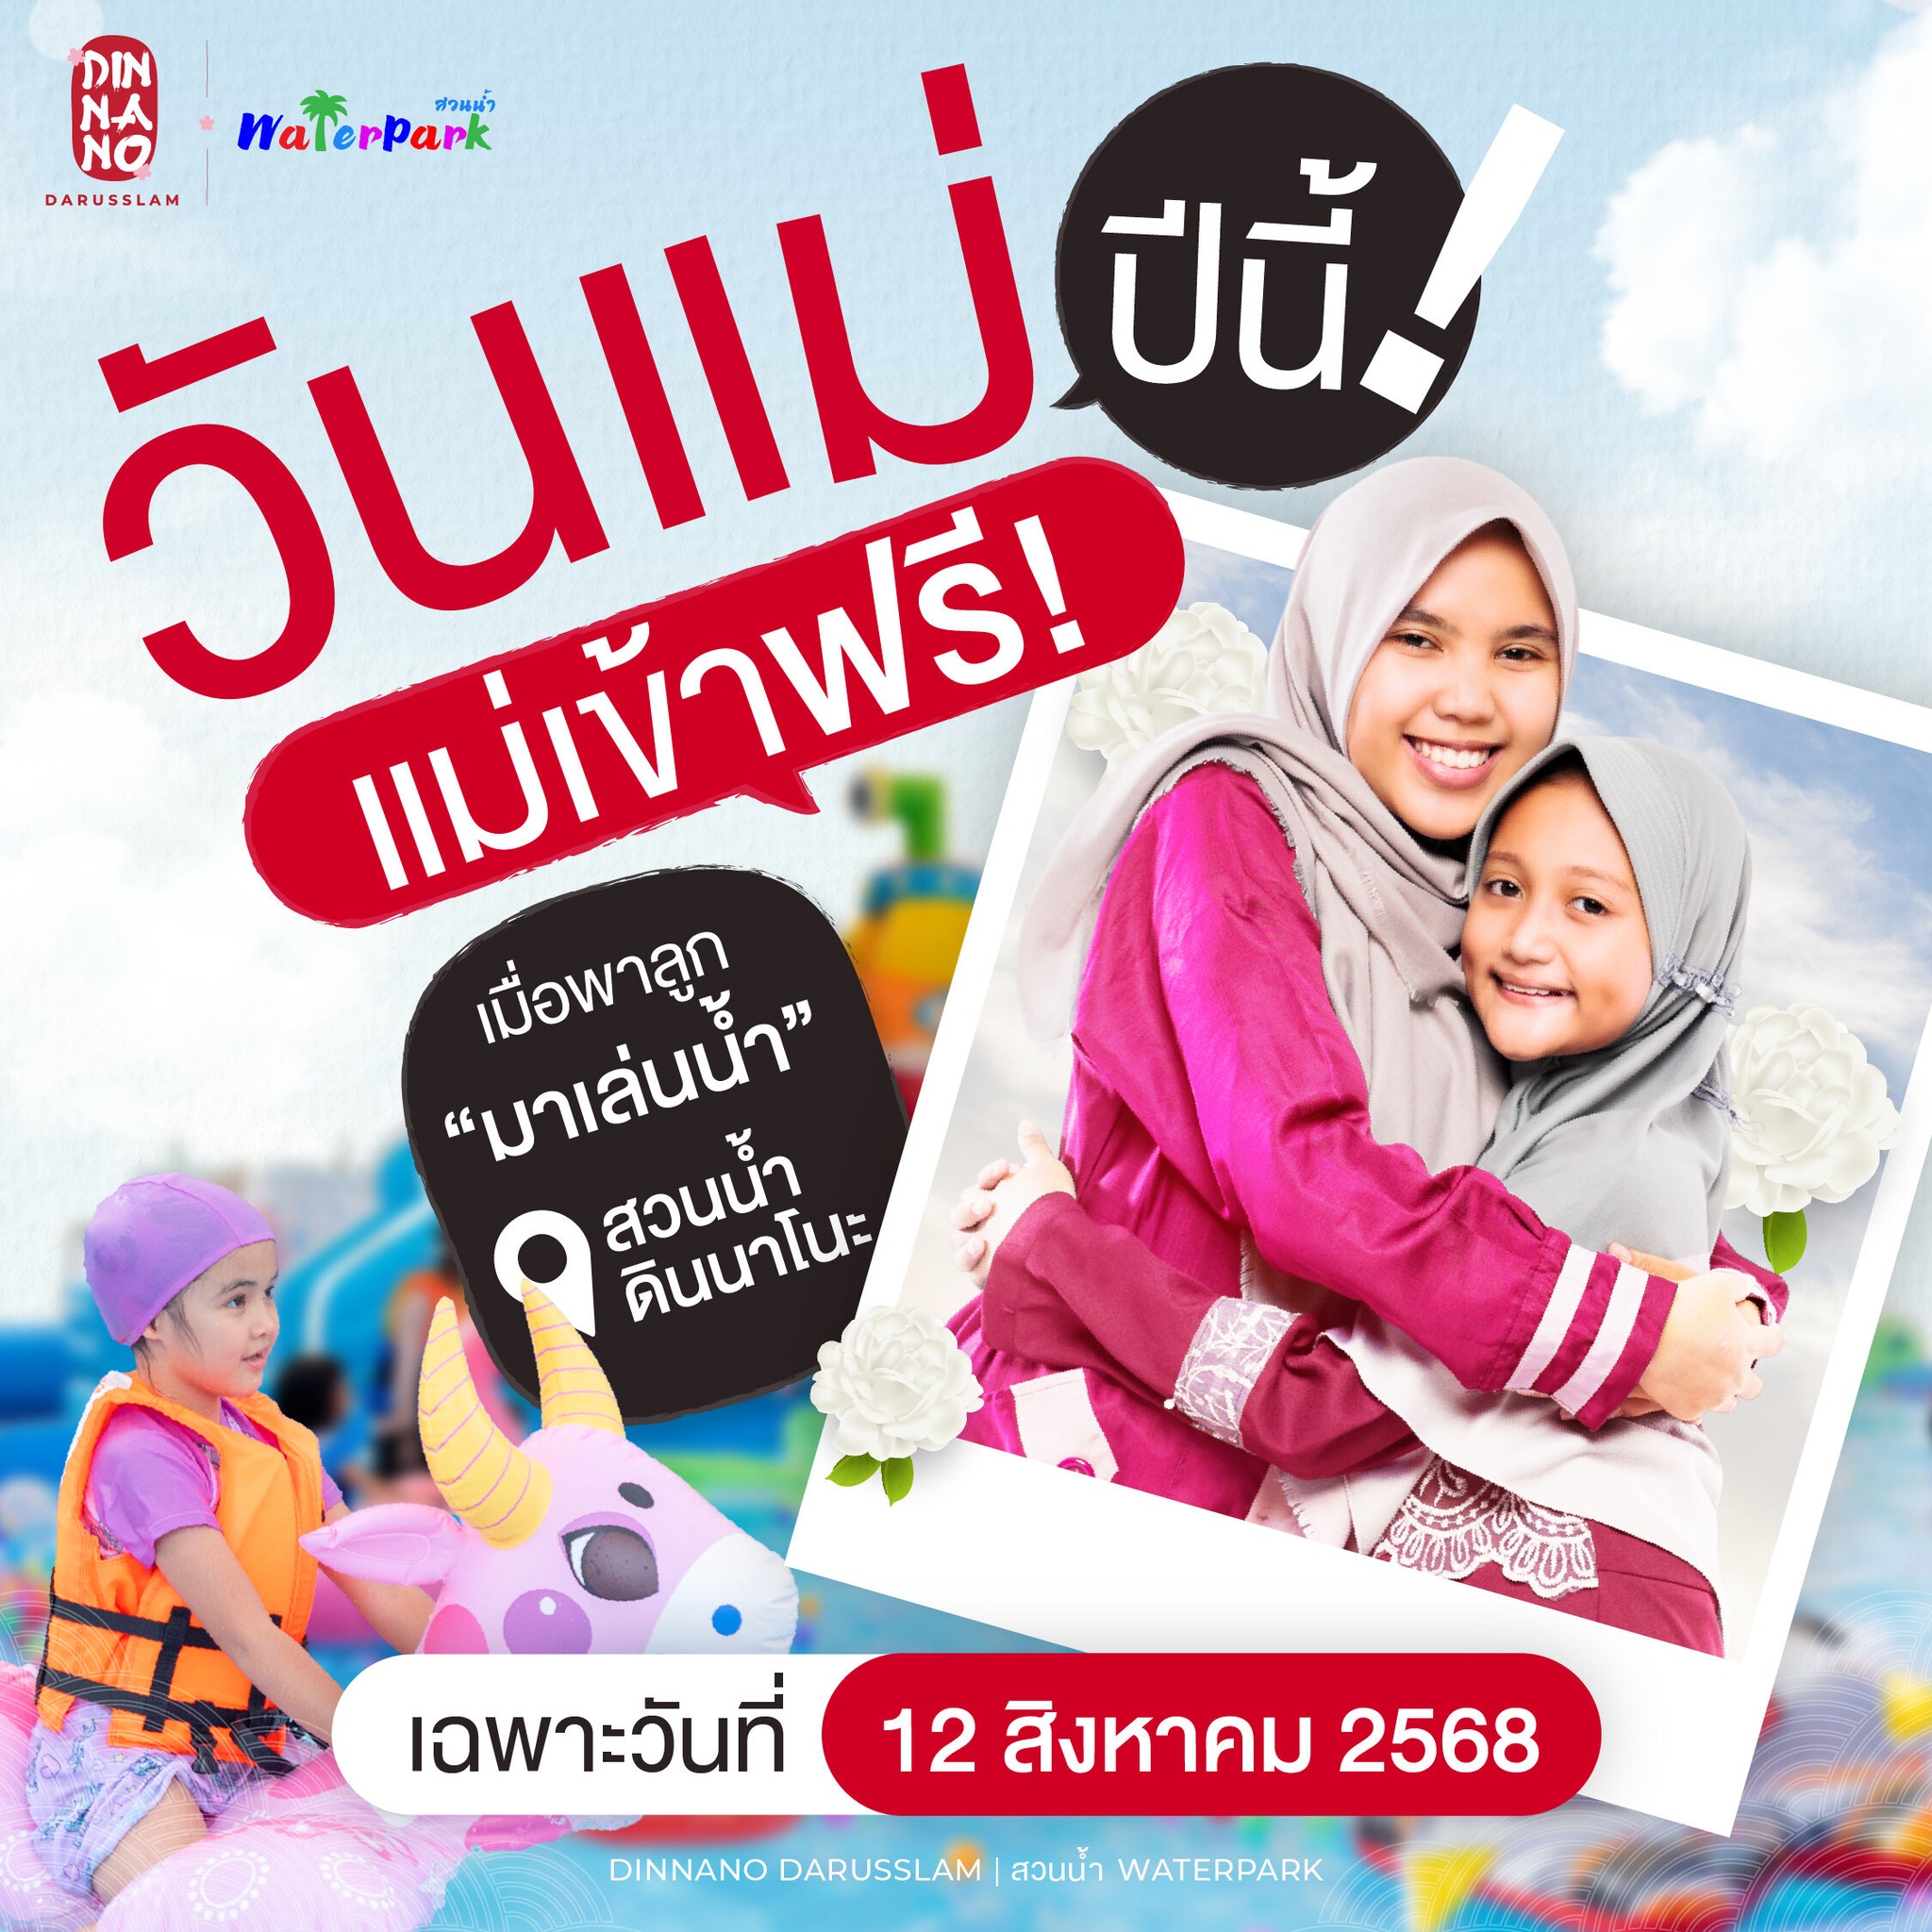 DIN
NA
NO
DARUSSLAM
สวนน้ำ
Waterpark
วันแม่
ปีนี้!
แม่เข้าฟรี!
เมื่อพาลูก
“มาเล่นน้ำ”
สวนน้ำ
ดินนาโนะ
เฉพาะวันที่ 12 สิงหาคม 2568
DINNANO DARUSSLAM | สวนน้ำ WATERPARK